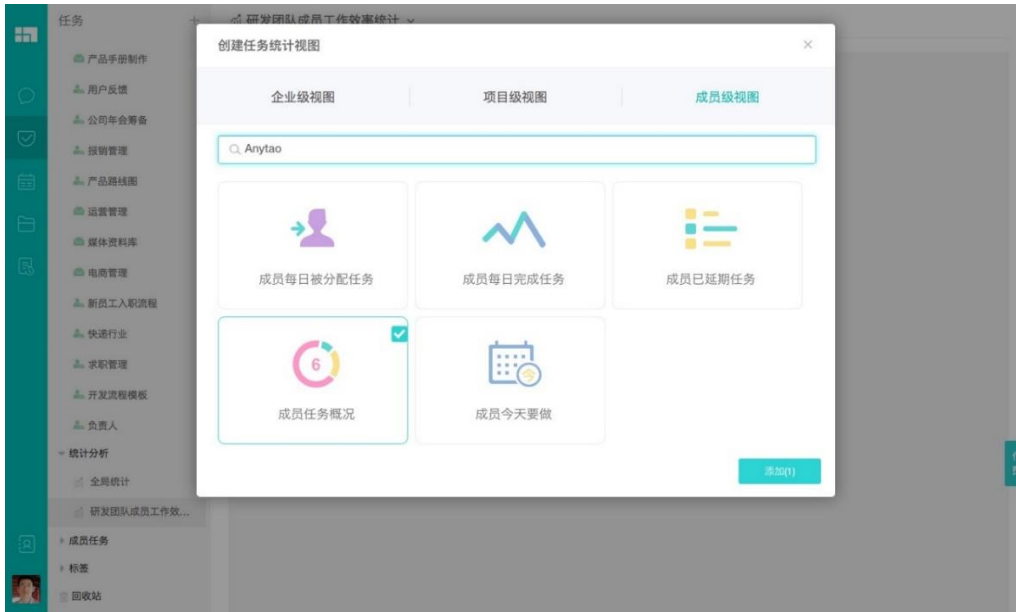 任务
研发团队成员工作效率统计
产品手册制作
用户反馈
公司年会筹备
报销管理
产品路线图
运营管理
媒体资料库
电商管理
新员工入职流程
快递行业
求职管理
开发流程模板
负责人
统计分析
全局统计
研发团队成员工作效...
成员任务
标签
回收站
创建任务统计视图
企业级视图
项目级视图
成员级视图
Anytao
成员每日被分配任务
成员每日完成任务
成员已延期任务
6
成员任务概况
今
成员今天要做
添加(1)